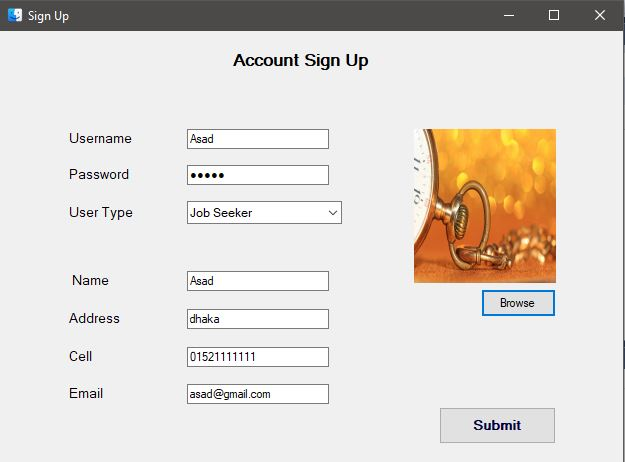 Sign Up
Account Sign Up
Username Asad
Password ●●●●●
User Type Job Seeker
Name Asad
Address dhaka
Cell 01521111111
Email asad@gmail.com
Browse
Submit